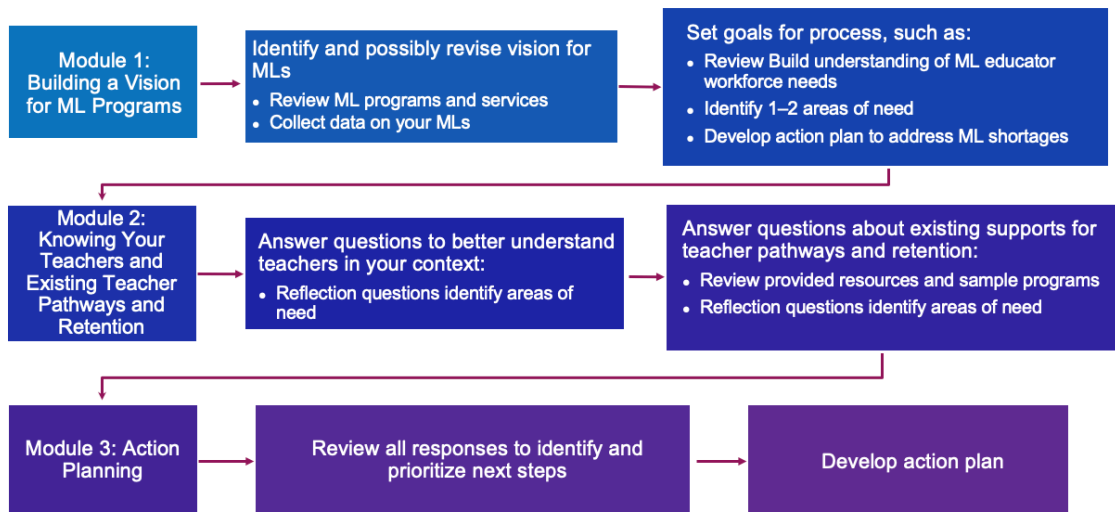 Module 1:
Building a Vision
for ML Programs
Identify and possibly revise vision for
MLs
• Review ML programs and services
• Collect data on your MLs
Set goals for process, such as:
• Review Build understanding of ML educator
workforce needs
• Identify 1–2 areas of need
• Develop action plan to address ML shortages
Module 2:
Knowing Your
Teachers and
Existing Teacher
Pathways and
Retention
Answer questions to better understand
teachers in your context:
• Reflection questions identify areas of
need
Answer questions about existing supports for
teacher pathways and retention:
• Review provided resources and sample programs
• Reflection questions identify areas of need
Module 3: Action
Planning
Review all responses to identify and
prioritize next steps
Develop action plan